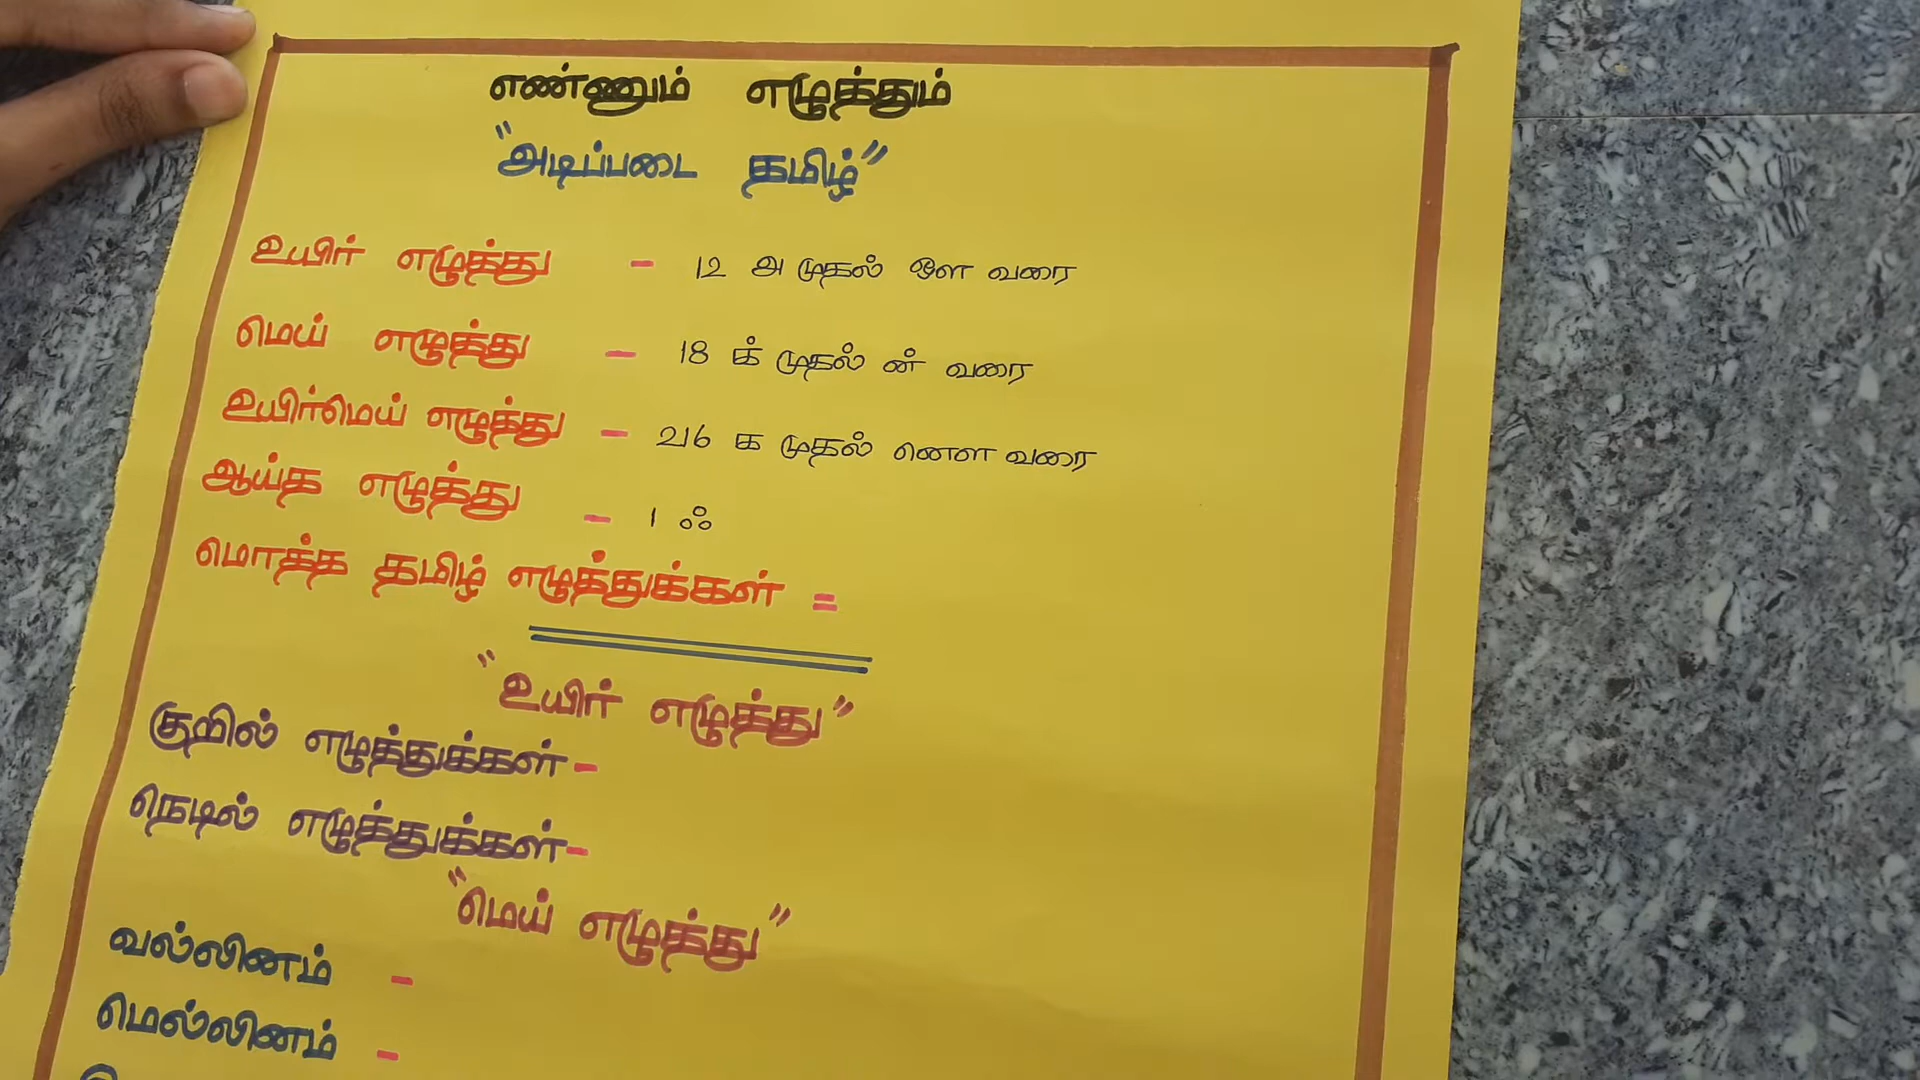 எண்ணும் எழுத்தும்
"அடிப்படை தமிழ்"
உயிர் எழுத்து - 12 அ முதல் ஔ வரை
மெய் எழுத்து - 18 க் முதல் ன் வரை
உயிர்மெய் எழுத்து - 216 க முதல் னௌ வரை
ஆய்த எழுத்து - 1 ஃ
மொத்த தமிழ் எழுத்துக்கள் =
"உயிர் எழுத்து"
குறில் எழுத்துக்கள் -
நெடில் எழுத்துக்கள் -
"மெய் எழுத்து"
வல்லினம் -
மெல்லினம் -